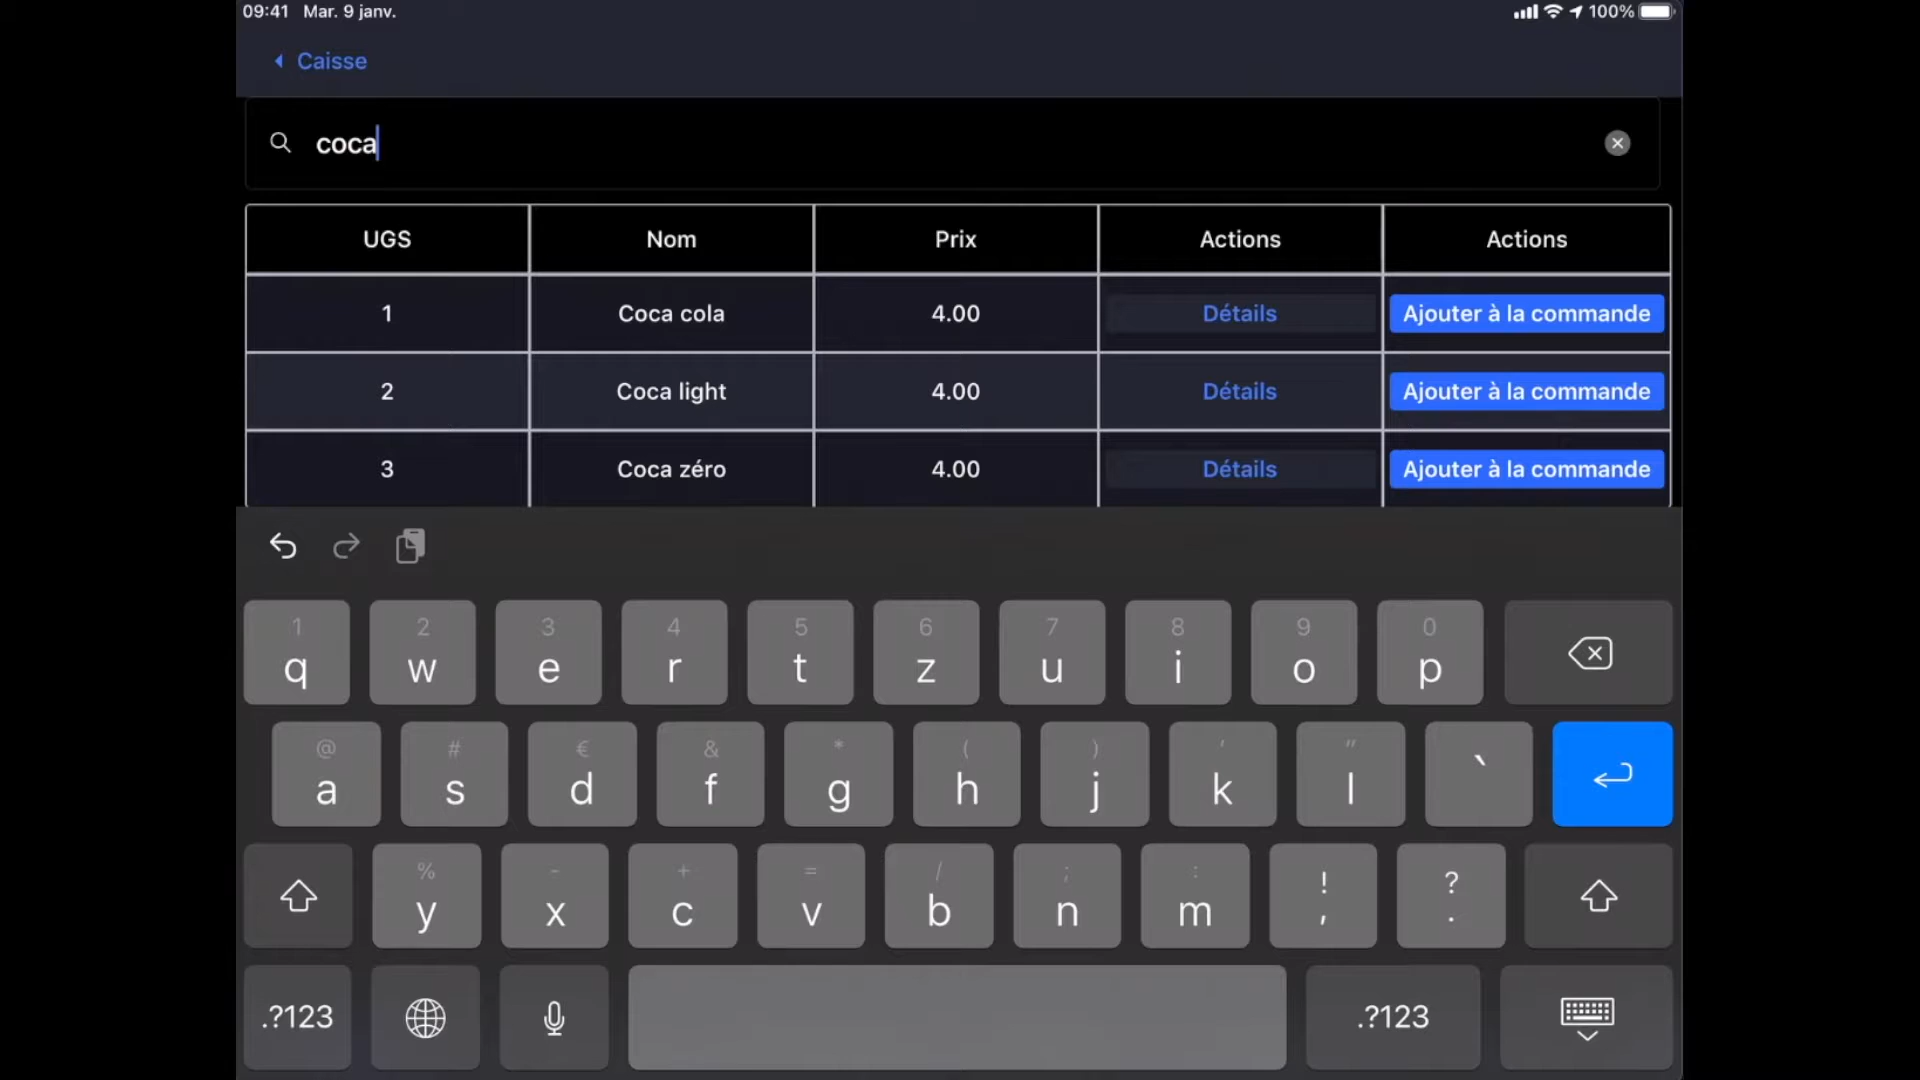 09:41 Mar. 9 janv. 100%
Caisse
coca
UGS Nom Prix Actions Actions
1 Coca cola 4.00 Détails Ajouter à la commande
2 Coca light 4.00 Détails Ajouter à la commande
3 Coca zéro 4.00 Détails Ajouter à la commande
1 2 3 4 5 6 7 8 9 0
q w e r t z u i o p
@ # € & * ( ) ' "
a s d f g h j k l `
% - + = / ; : ! ?
y x c v b n m , .
.?123 .?123